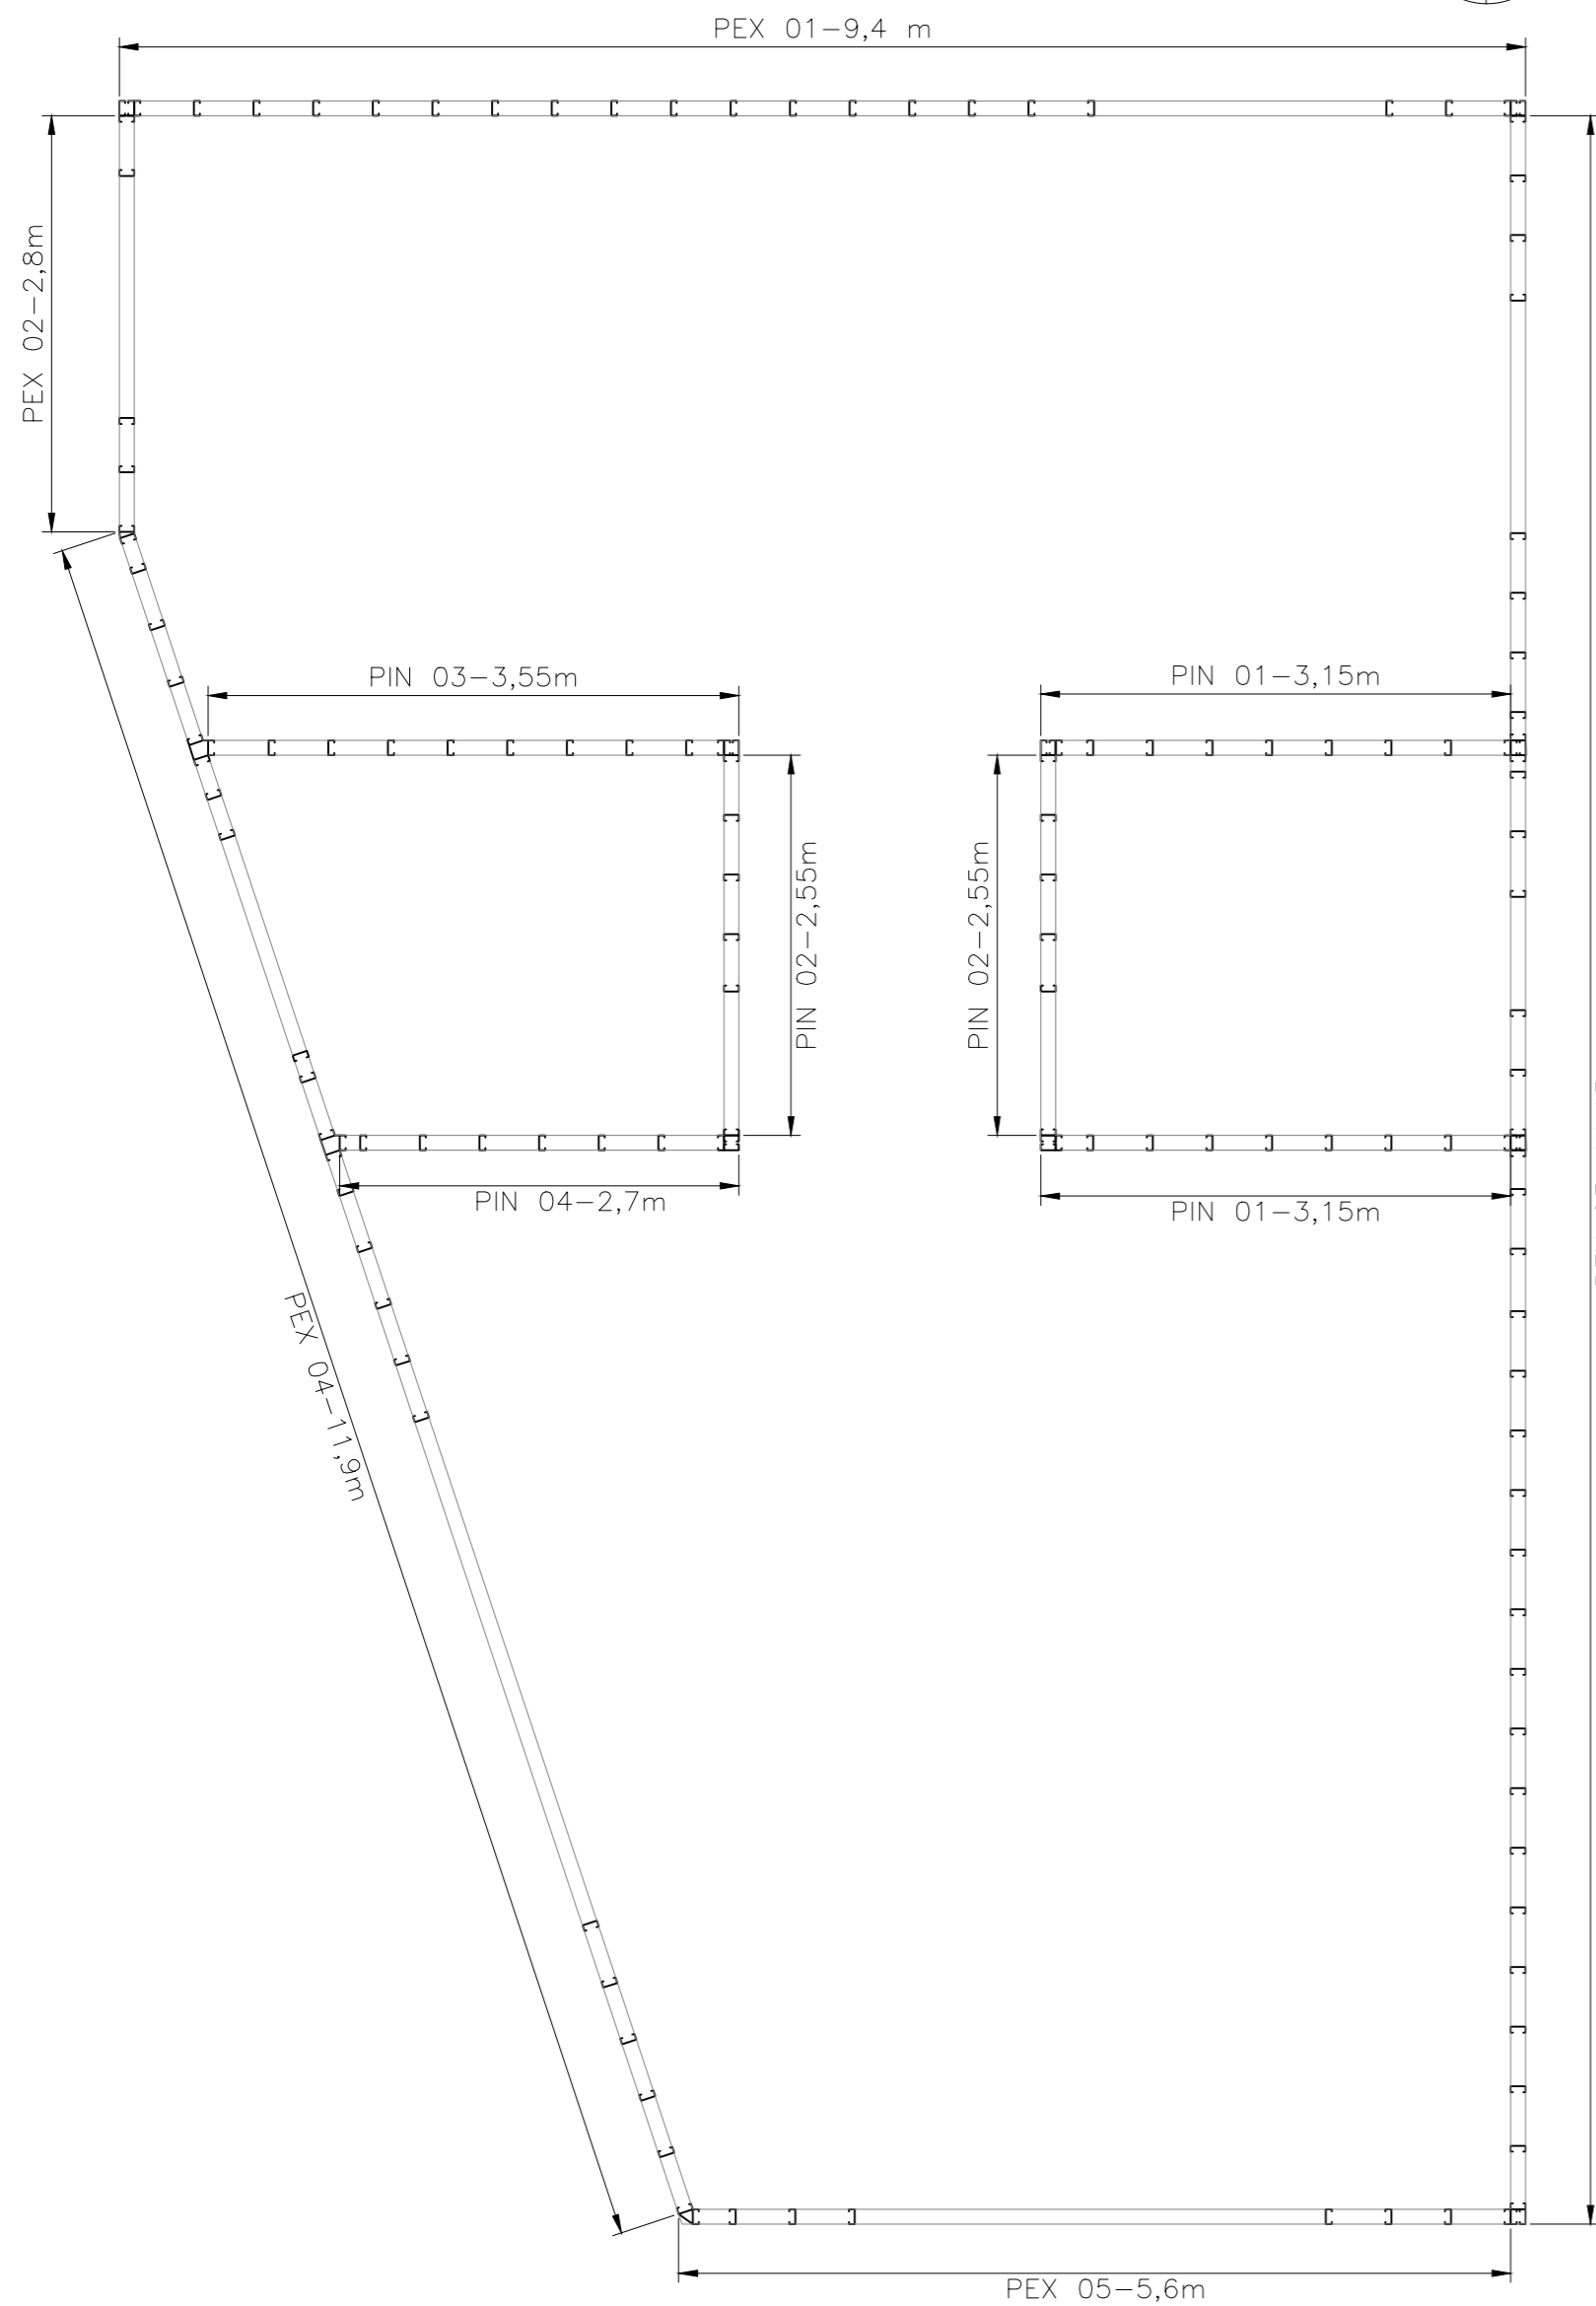 PEX 01-9,4 m
PEX 02-2,8m
PIN 03-3,55m
PIN 01-3,15m
PIN 02-2,55m
PIN 02-2,55m
PIN 04-2,7m
PIN 01-3,15m
PEX 04-11,9m
PEX 05-5,6m